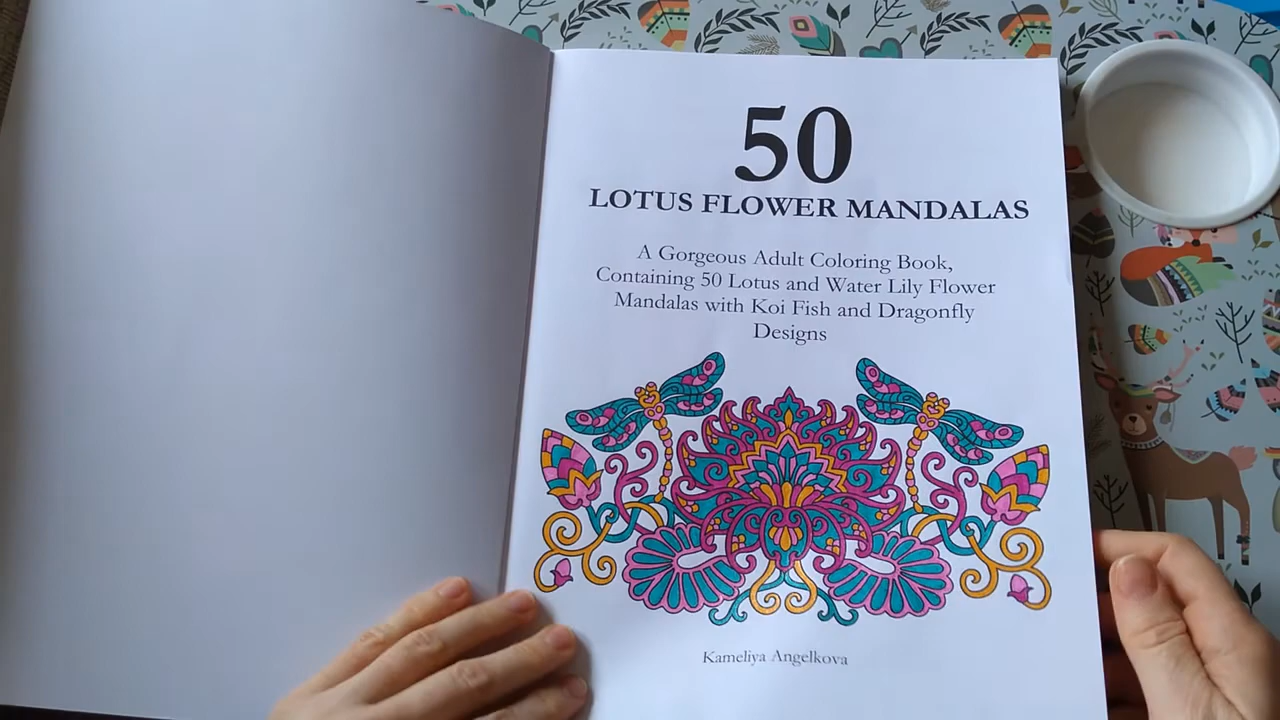 50
LOTUS FLOWER MANDALAS
A Gorgeous Adult Coloring Book,
Containing 50 Lotus and Water Lily Flower
Mandalas with Koi Fish and Dragonfly
Designs
Kameliya Angelkova